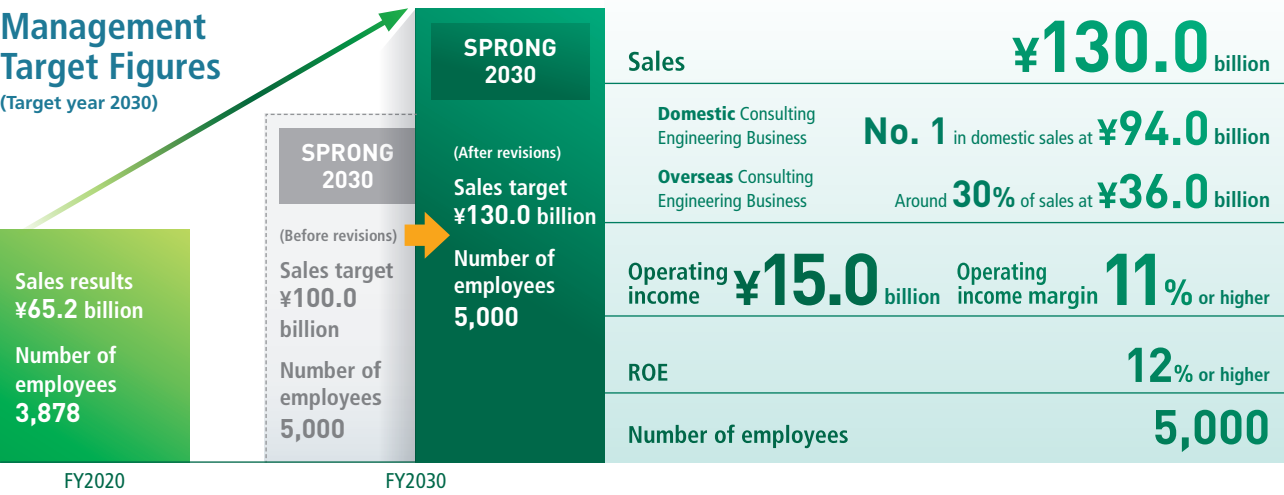 Management
Target Figures
(Target year 2030)
Sales results
¥65.2 billion
Number of
employees
3,878
FY2020
SPRONG
2030
(Before revisions)
Sales target
¥100.0
billion
Number of
employees
5,000
SPRONG
2030
(After revisions)
Sales target
¥130.0 billion
Number of
employees
5,000
FY2030
Sales ¥130.0 billion
Domestic Consulting
Engineering Business
No. 1 in domestic sales at ¥94.0 billion
Overseas Consulting
Engineering Business
Around 30% of sales at ¥36.0 billion
Operating
income
¥15.0 billion
Operating
income margin
11% or higher
ROE 12% or higher
Number of employees 5,000